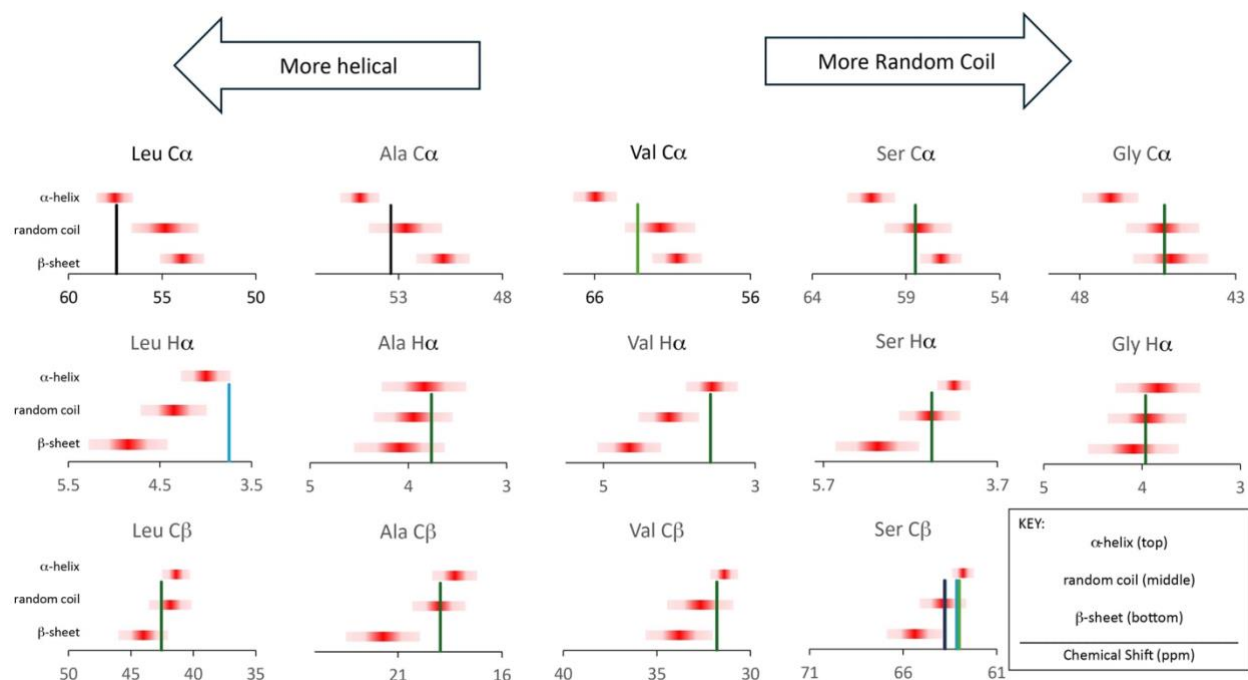 More helical
More Random Coil
Leu Cα
Ala Cα
Val Cα
Ser Cα
Gly Cα
α-helix
random coil
β-sheet
60
55
50
53
48
66
56
64
59
54
48
43
Leu Hα
Ala Hα
Val Hα
Ser Hα
Gly Hα
α-helix
random coil
β-sheet
5.5
4.5
3.5
5
4
3
5
3
5.7
3.7
5
4
3
Leu Cβ
Ala Cβ
Val Cβ
Ser Cβ
α-helix
random coil
β-sheet
50
45
40
35
21
16
40
35
30
71
66
61
KEY:
α-helix (top)
random coil (middle)
β-sheet (bottom)
Chemical Shift (ppm)